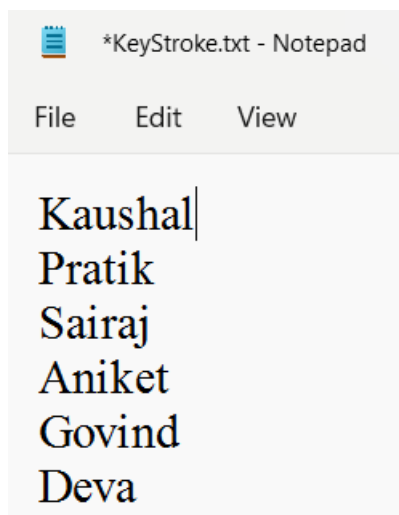 *KeyStroke.txt - Notepad
File Edit View
Kaushal
Pratik
Sairaj
Aniket
Govind
Deva